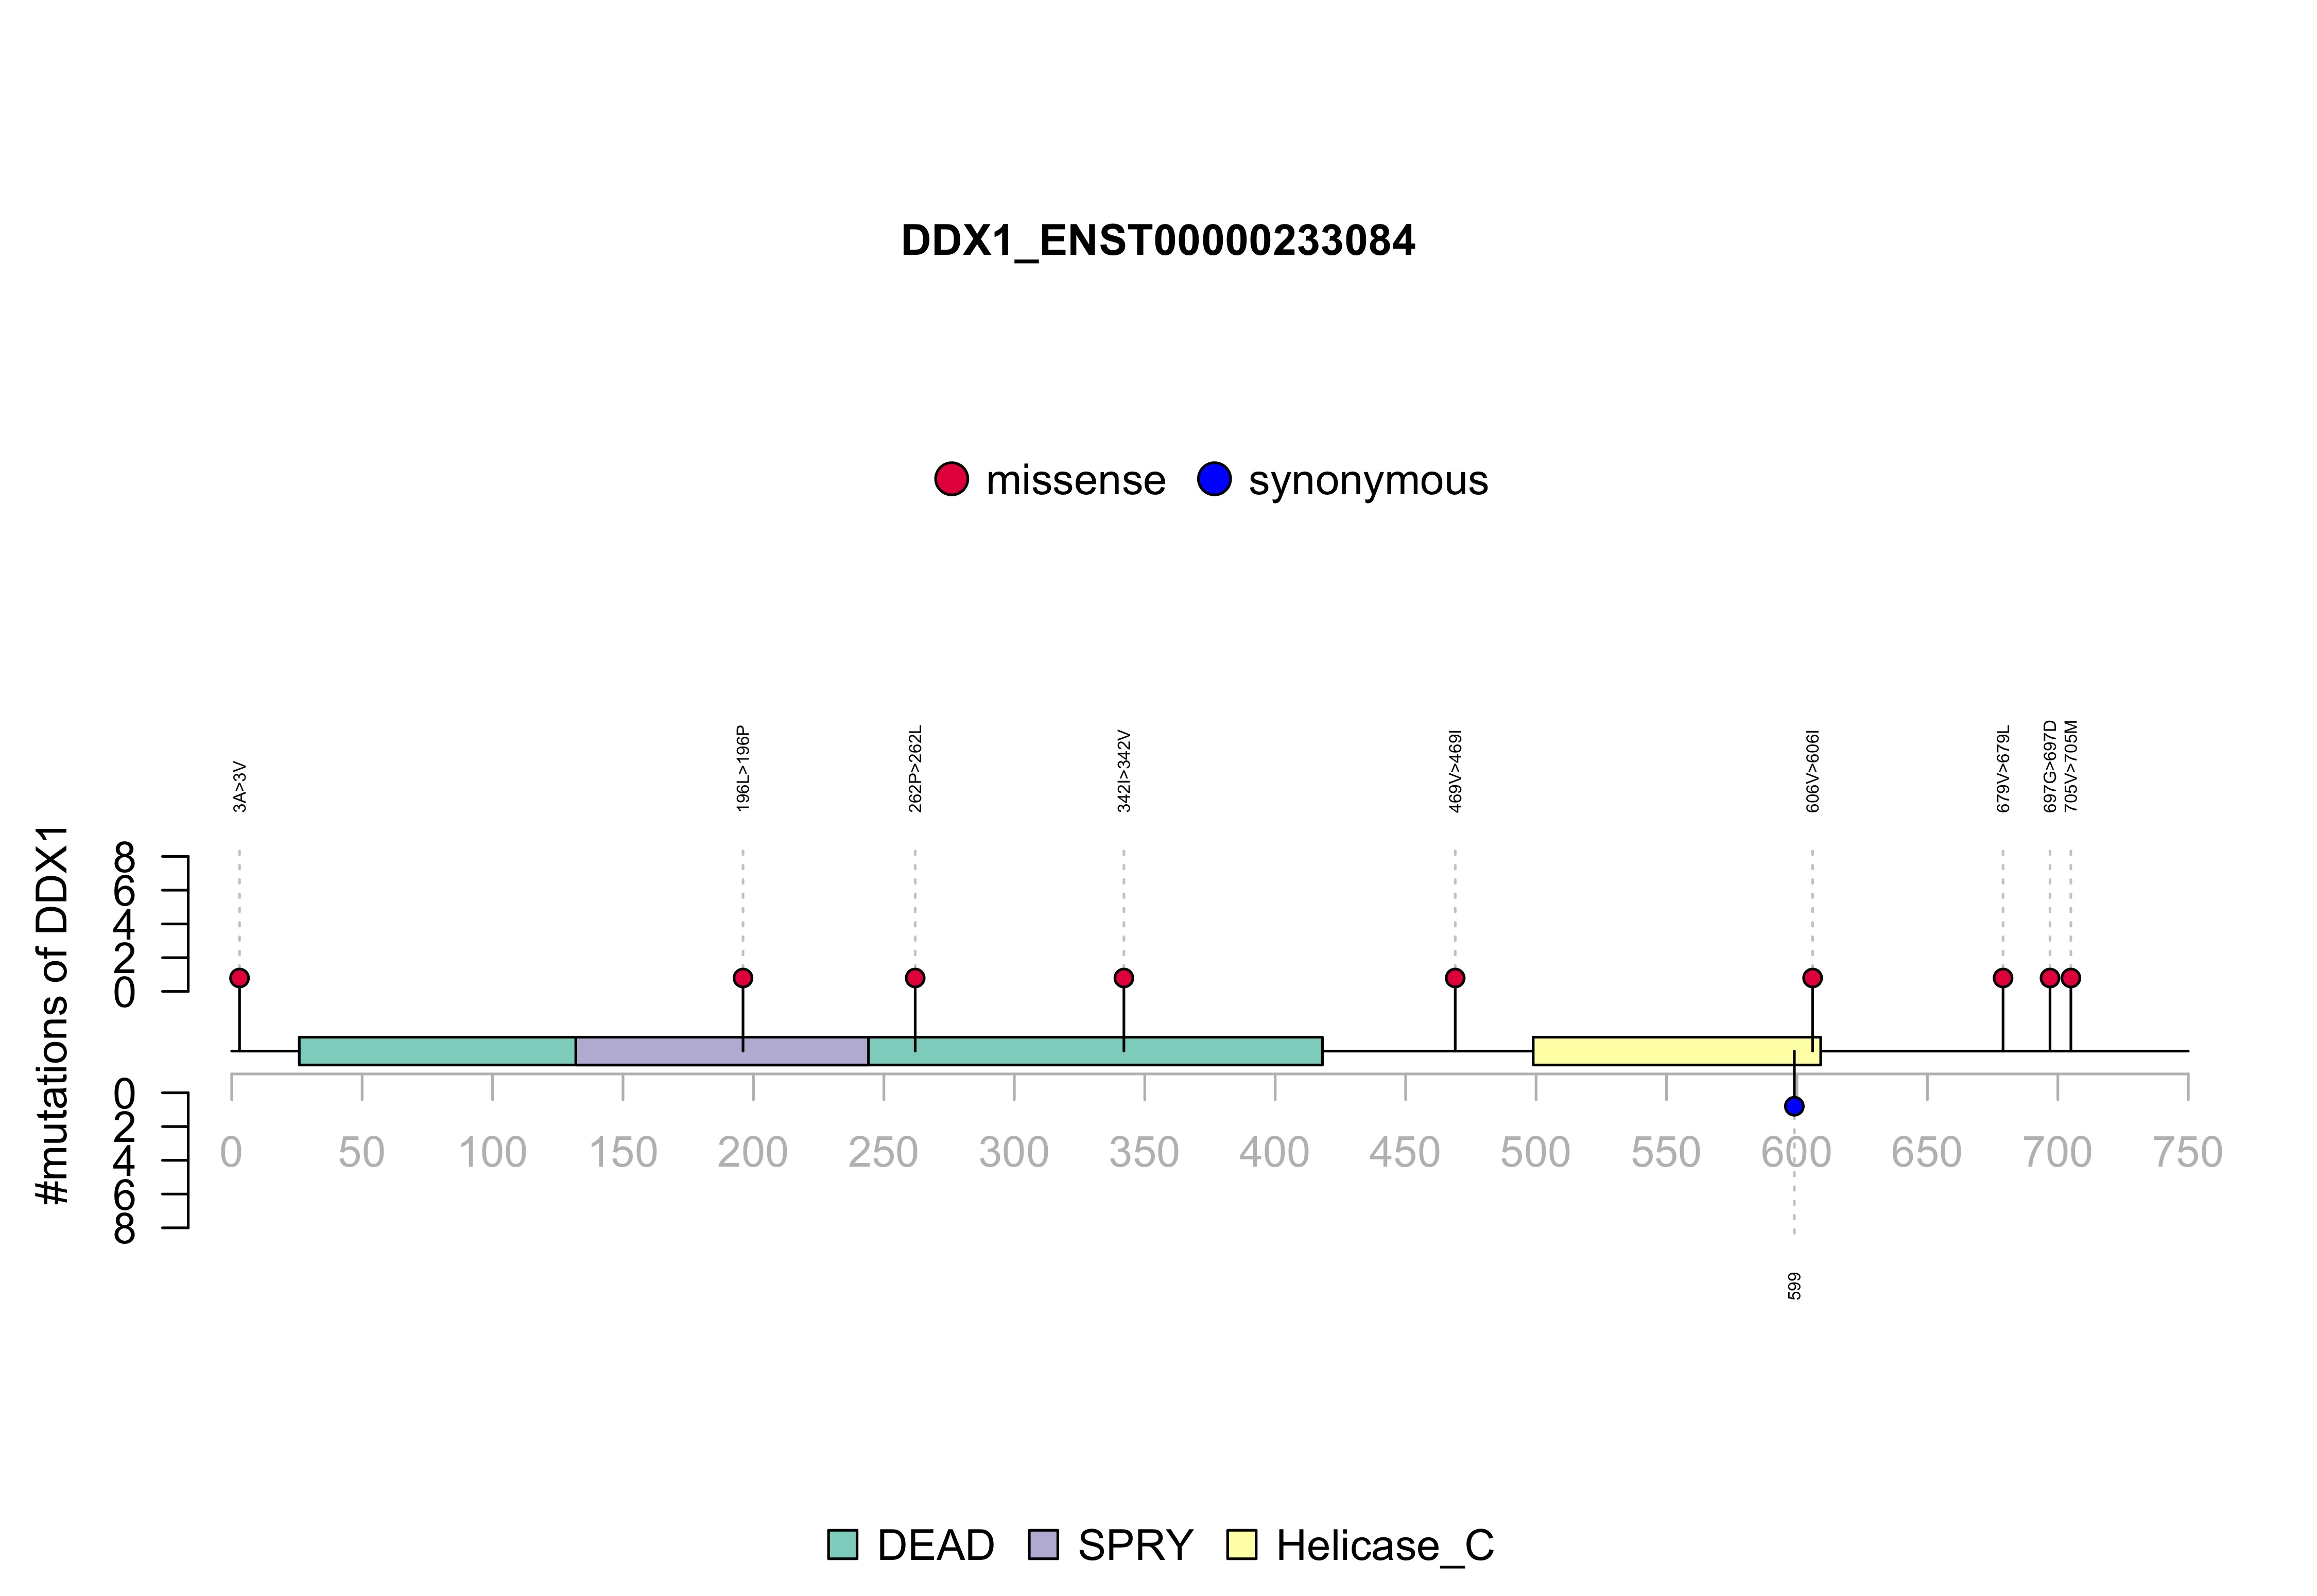 DDX1_ENST00000233084
missense synonymous
3A>3V
196L>196P
262P>262L
342I>342V
469V>469I
606V>606I
679V>679L
697G>697D
705V>705M
#mutations of DDX1
8
6
4
2
0
0
2
4
6
8
0 50 100 150 200 250 300 350 400 450 500 550 600 650 700 750
599
DEAD SPRY Helicase_C